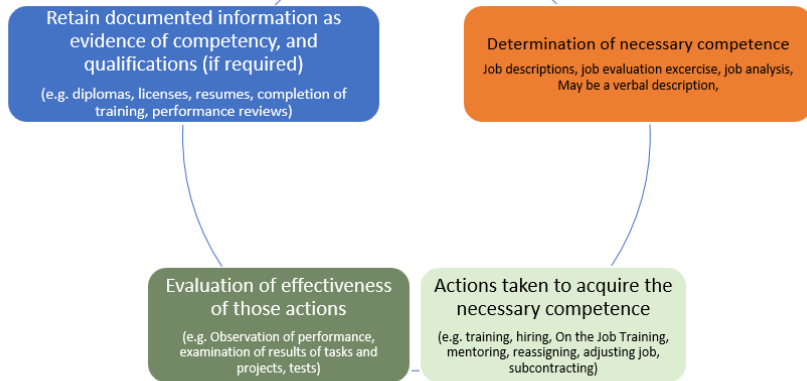 Retain documented information as
evidence of competency, and
qualifications (if required)
(e.g. diplomas, licenses, resumes, completion of
training, performance reviews)
Determination of necessary competence
Job descriptions, job evaluation excercise, job analysis,
May be a verbal description,
Evaluation of effectiveness
of those actions
(e.g. Observation of performance,
examination of results of tasks and
projects, tests)
Actions taken to acquire the
necessary competence
(e.g. training, hiring, On the Job Training,
mentoring, reassigning, adjusting job,
subcontracting)